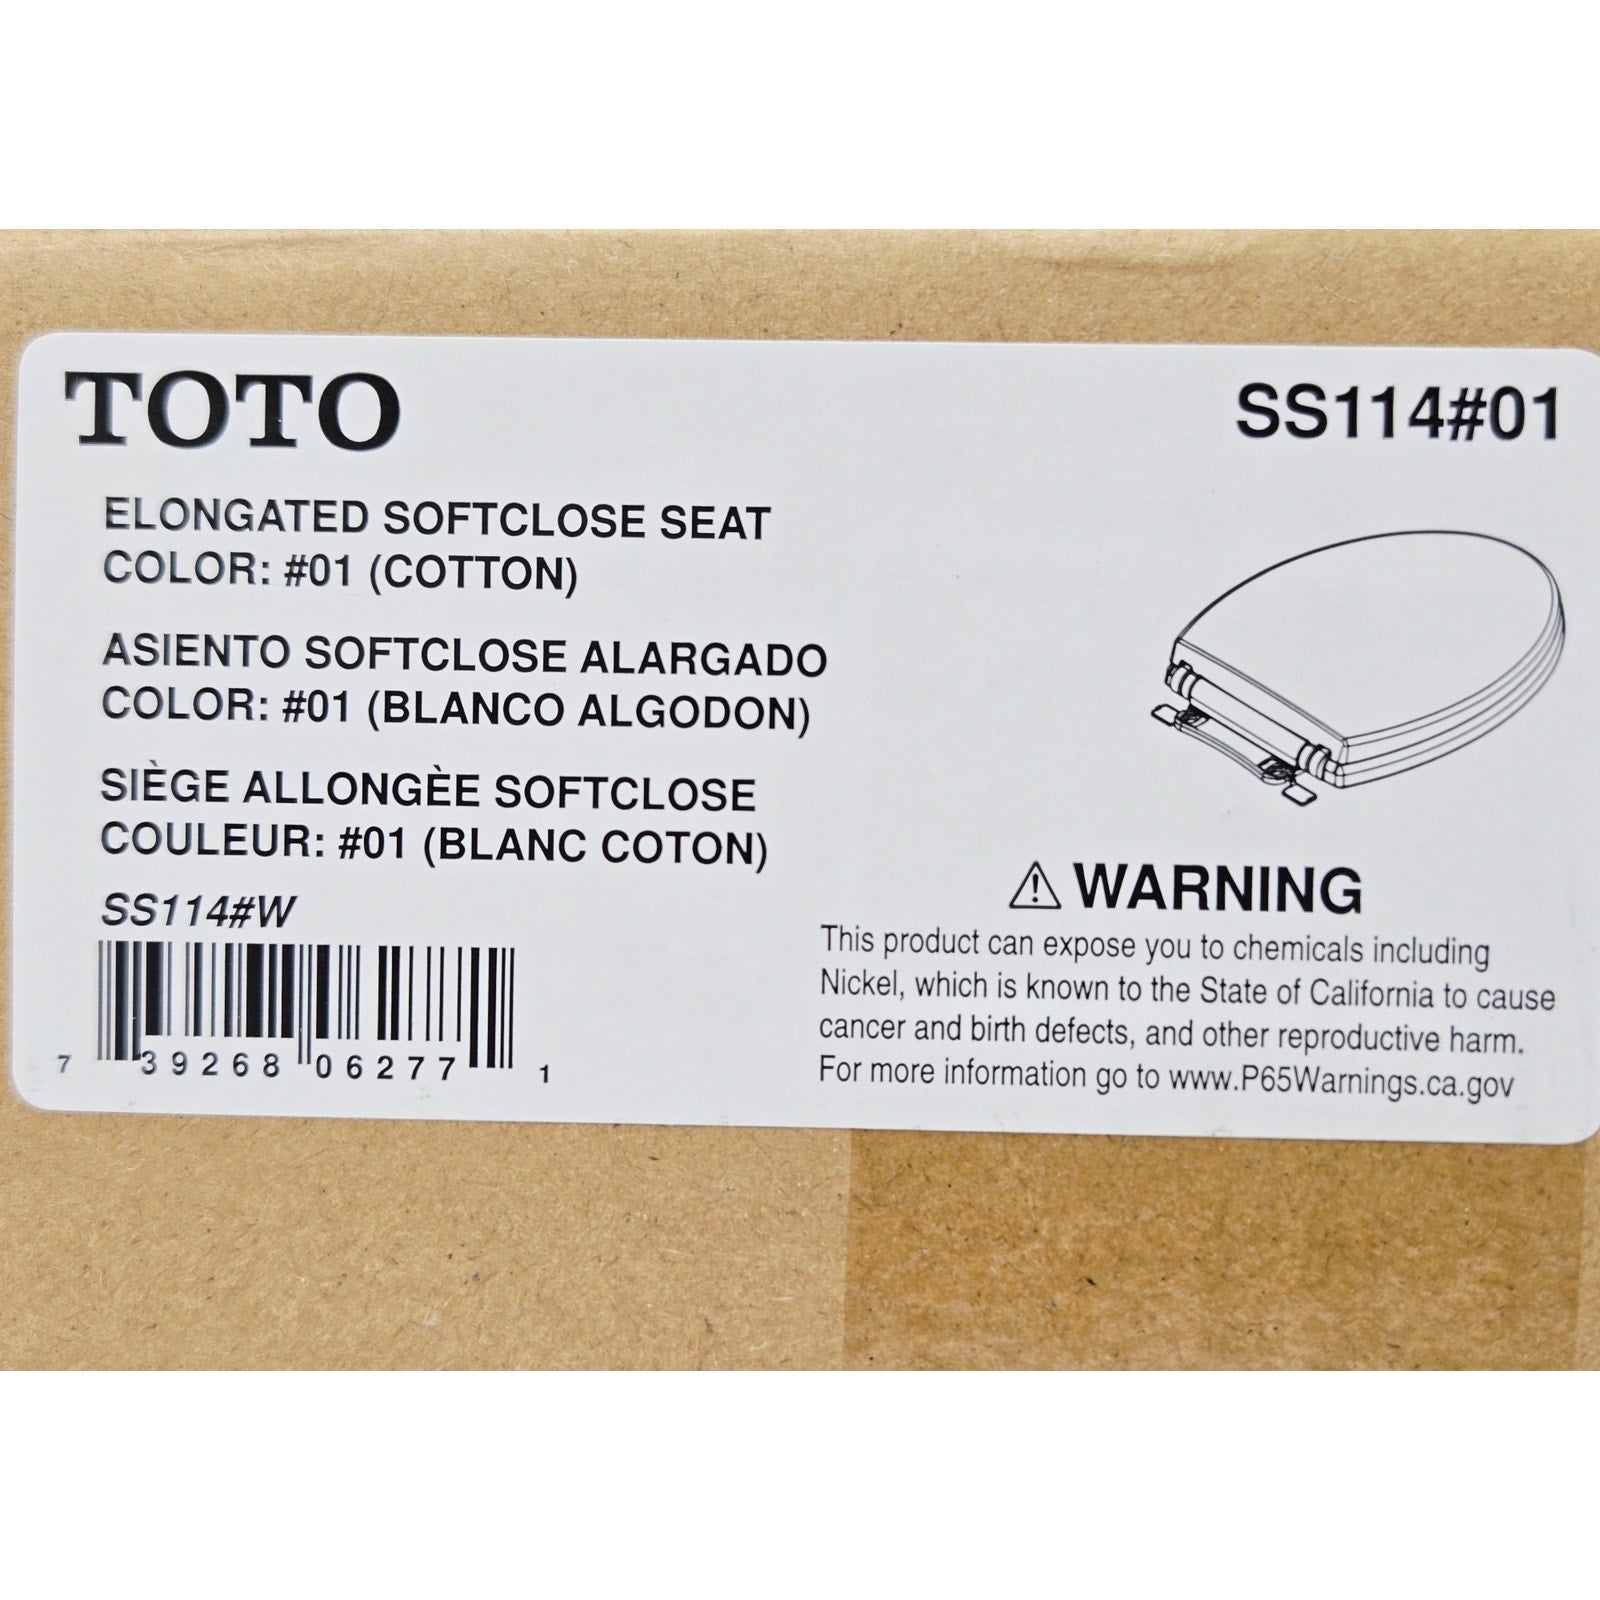 TOTO
SS114#01
ELONGATED SOFTCLOSE SEAT
COLOR: #01 (COTTON)
ASIENTO SOFTCLOSE ALARGADO
COLOR: #01 (BLANCO ALGODON)
SIÈGE ALLONGÈE SOFTCLOSE
COULEUR: #01 (BLANC COTON)
SS114#W
7 39268 06277 1
WARNING
This product can expose you to chemicals including
Nickel, which is known to the State of California to cause
cancer and birth defects, and other reproductive harm.
For more information go to www.P65Warnings.ca.gov